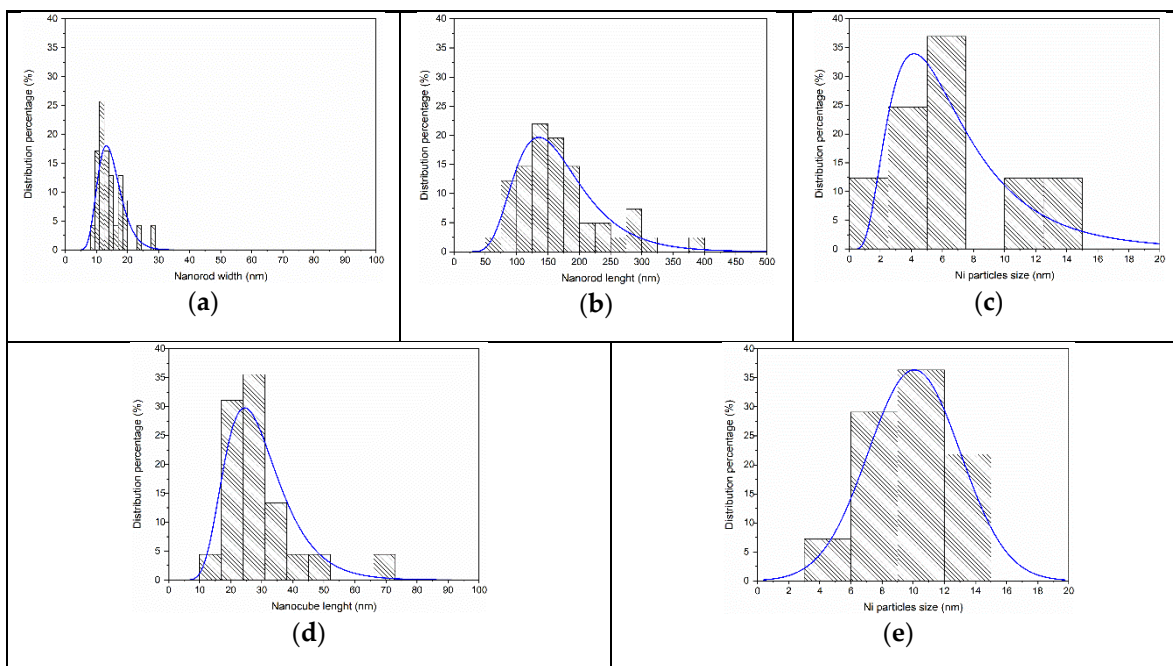 40
35
30
25
20
15
10
5
0
Distribution percentage (%)
0 10 20 30 40 50 60 70 80 90 100
Nanorod width (nm)
(a)
40
35
30
25
20
15
10
5
0
Distribution percentage (%)
0 50 100 150 200 250 300 350 400 450 500
Nanorod lenght (nm)
(b)
40
35
30
25
20
15
10
5
0
Distribution percentage (%)
0 2 4 6 8 10 12 14 16 18 20
Ni particles size (nm)
(c)
40
35
30
25
20
15
10
5
0
Distribution percentage (%)
0 10 20 30 40 50 60 70 80 90 100
Nanocube lenght (nm)
(d)
40
35
30
25
20
15
10
5
0
Distribution percentage (%)
0 2 4 6 8 10 12 14 16 18 20
Ni particles size (nm)
(e)